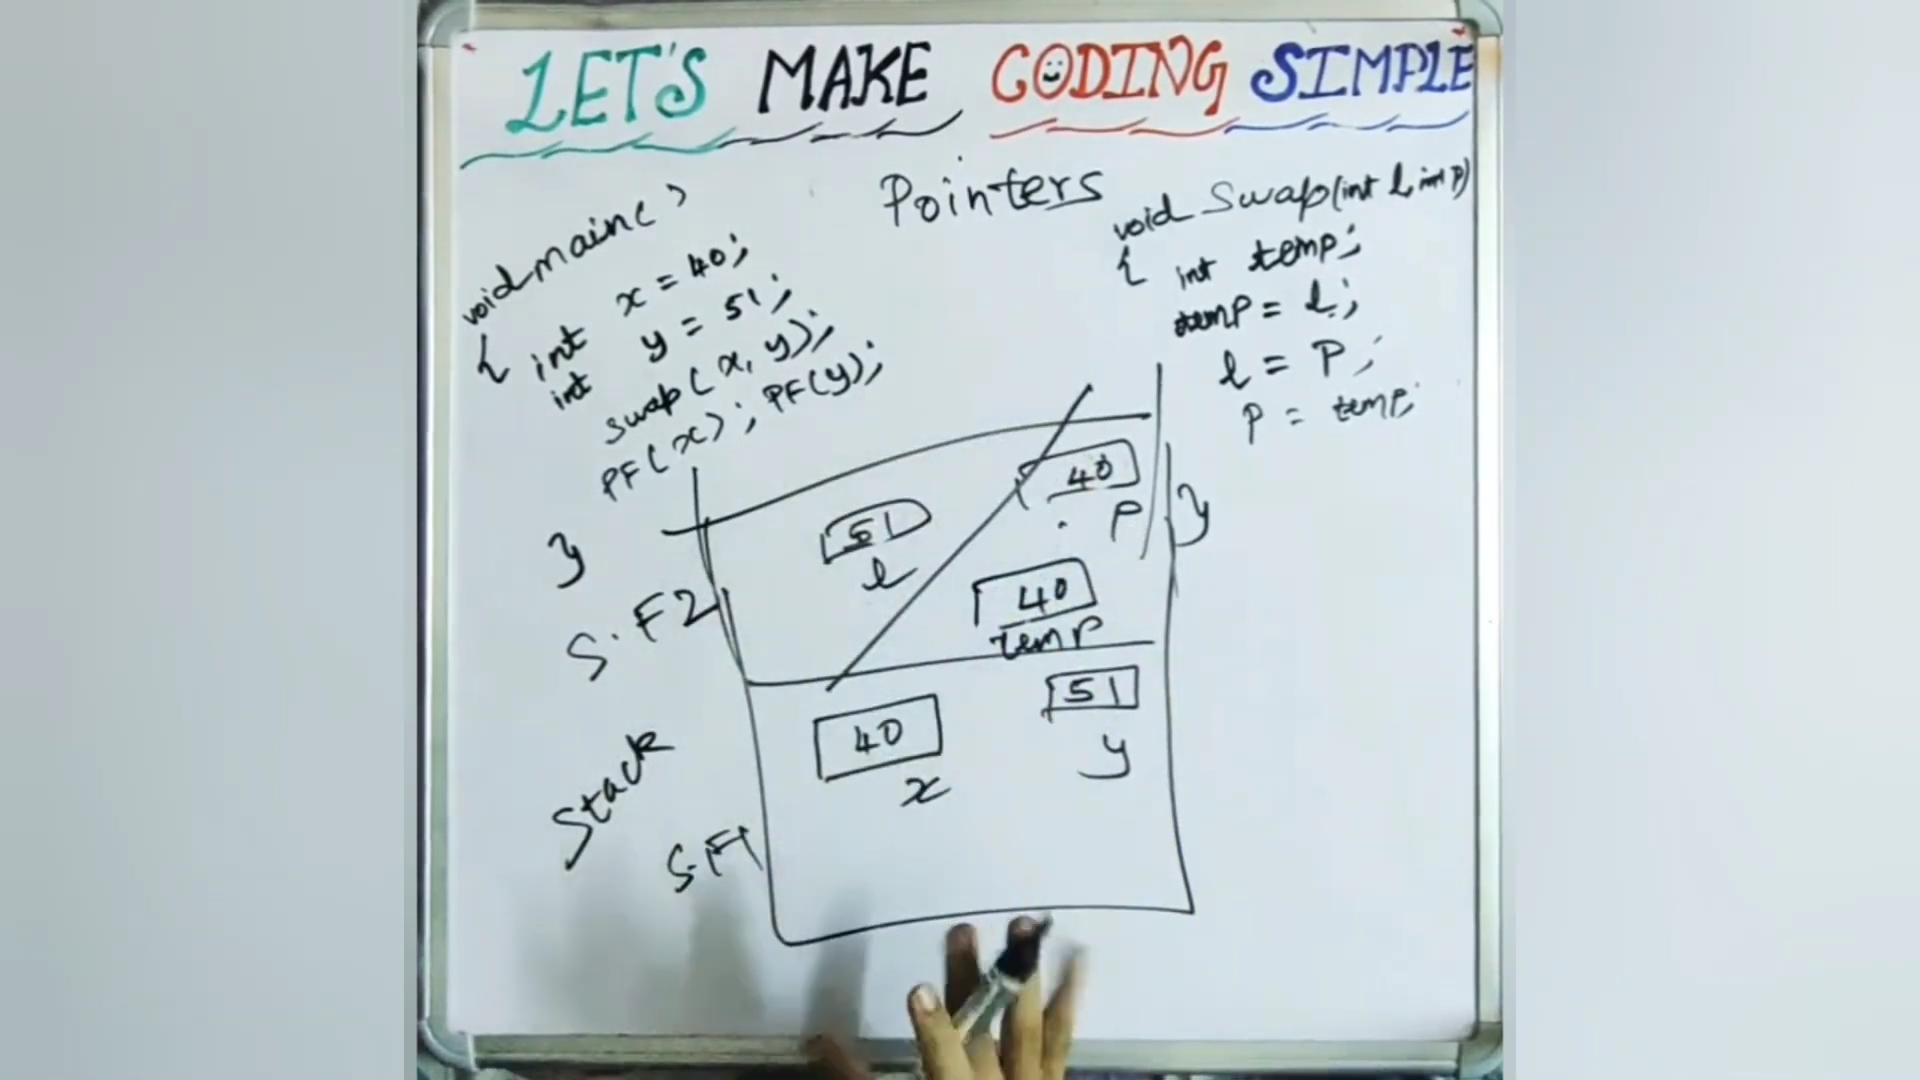 LET'S MAKE CODING SIMPLE
Pointers
void main()
{ int x = 40;
int y = 51;
swap(x, y);
PF(x); PF(y);
}
void Swap(int l, int p)
{ int temp;
temp = l;
l = P;
P = temp;
}
S.F2
51
l
40
P
40
temp
Stack
S.F1
40
x
51
y